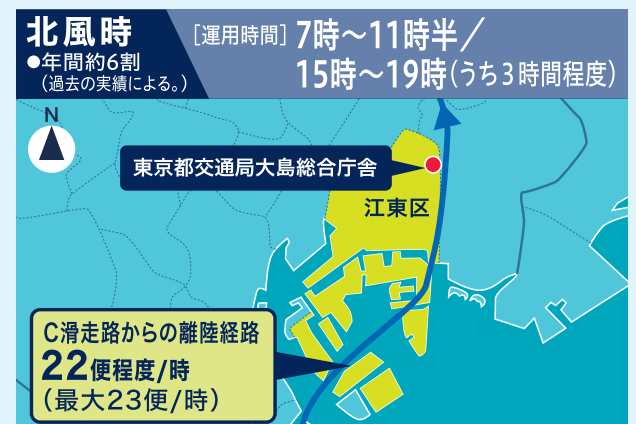 北風時
●年間約6割
（過去の実績による。）
［運用時間］7時〜11時半／
15時〜19時（うち３時間程度）
N
東京都交通局大島総合庁舎
江東区
C滑走路からの離陸経路
22便程度/時
（最大23便/時）